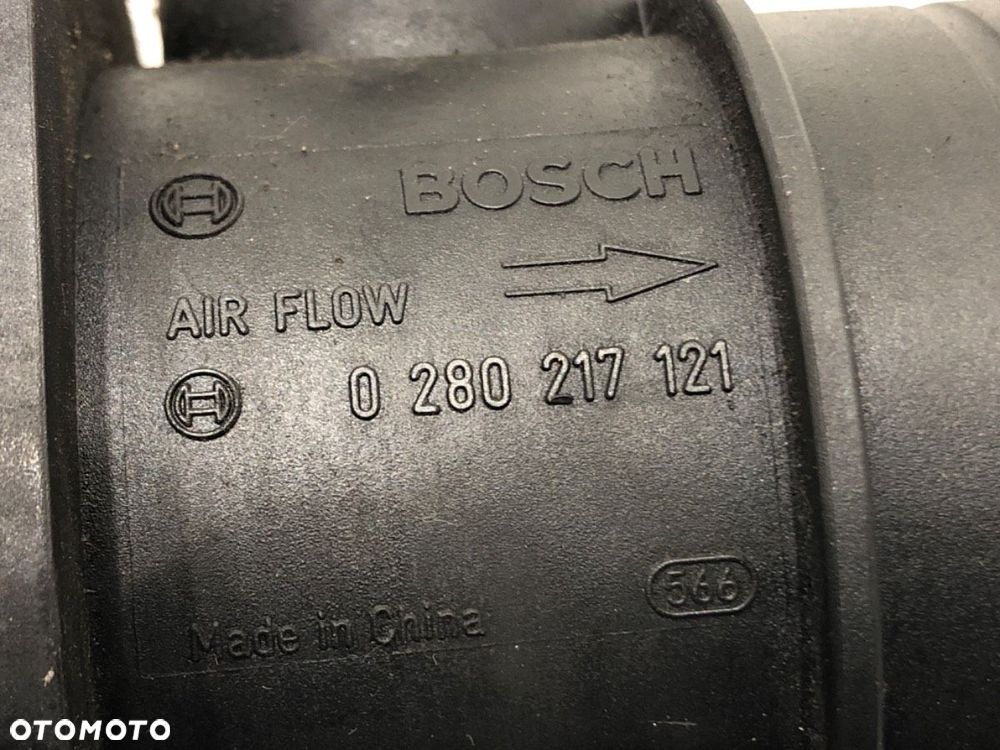 BOSCH
AIR FLOW
0 280 217 121
566
Made in China
OTOMOTO